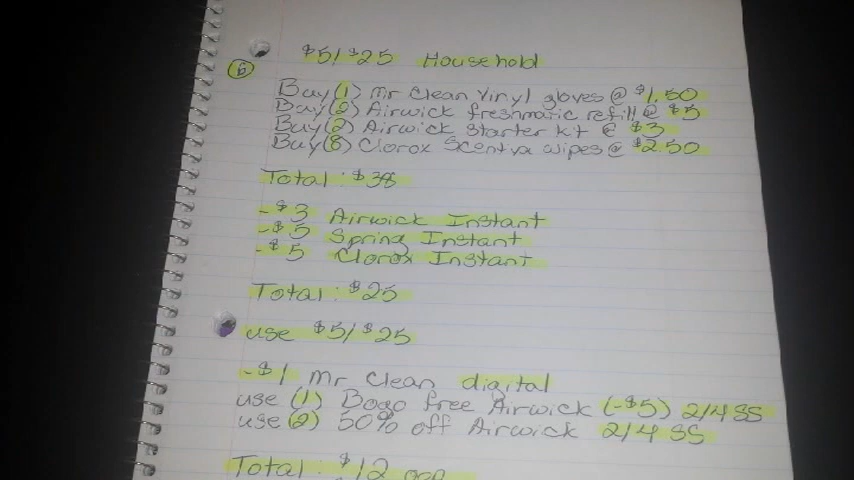 $5/$25 Household
6
Buy (1) Mr Clean Vinyl gloves @ $1.50
Buy (2) Airwick freshmatic refill @ $5
Buy (2) Airwick starter kit @ $3
Buy (8) Clorox Scentva wipes @ $2.50
Total: $38
-$3 Airwick Instant
-$5 Spring Instant
-$5 Clorox Instant
Total: $25
use $5/$25
-$1 Mr Clean digital
use (1) Bogo free Airwick (-$5) 2/4 SS
use (2) 50% off Airwick 2/4 SS
Total: $12